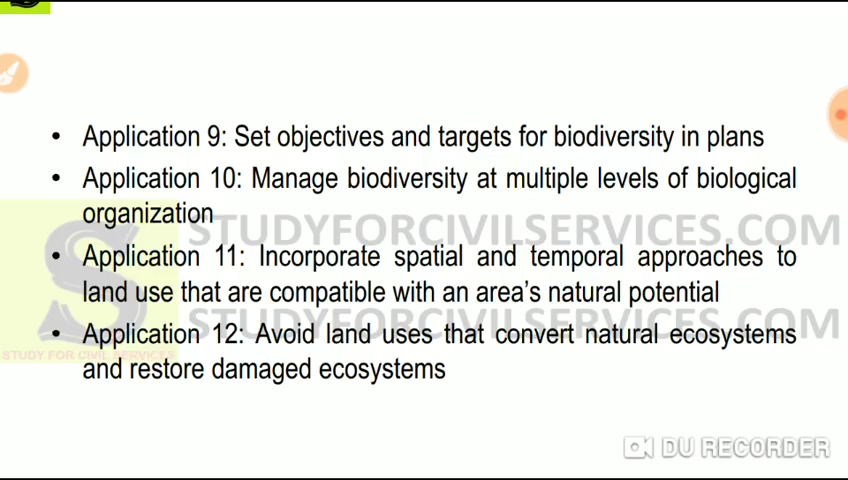 • Application 9: Set objectives and targets for biodiversity in plans
• Application 10: Manage biodiversity at multiple levels of biological
organization
STUDYFORCIVILSERVICES.COM
• Application 11: Incorporate spatial and temporal approaches to
land use that are compatible with an area's natural potential
STUDYFORCIVILSERVICES.COM
• Application 12: Avoid land uses that convert natural ecosystems
STUDY FOR CIVIL SERVICES
and restore damaged ecosystems
DU RECORDER